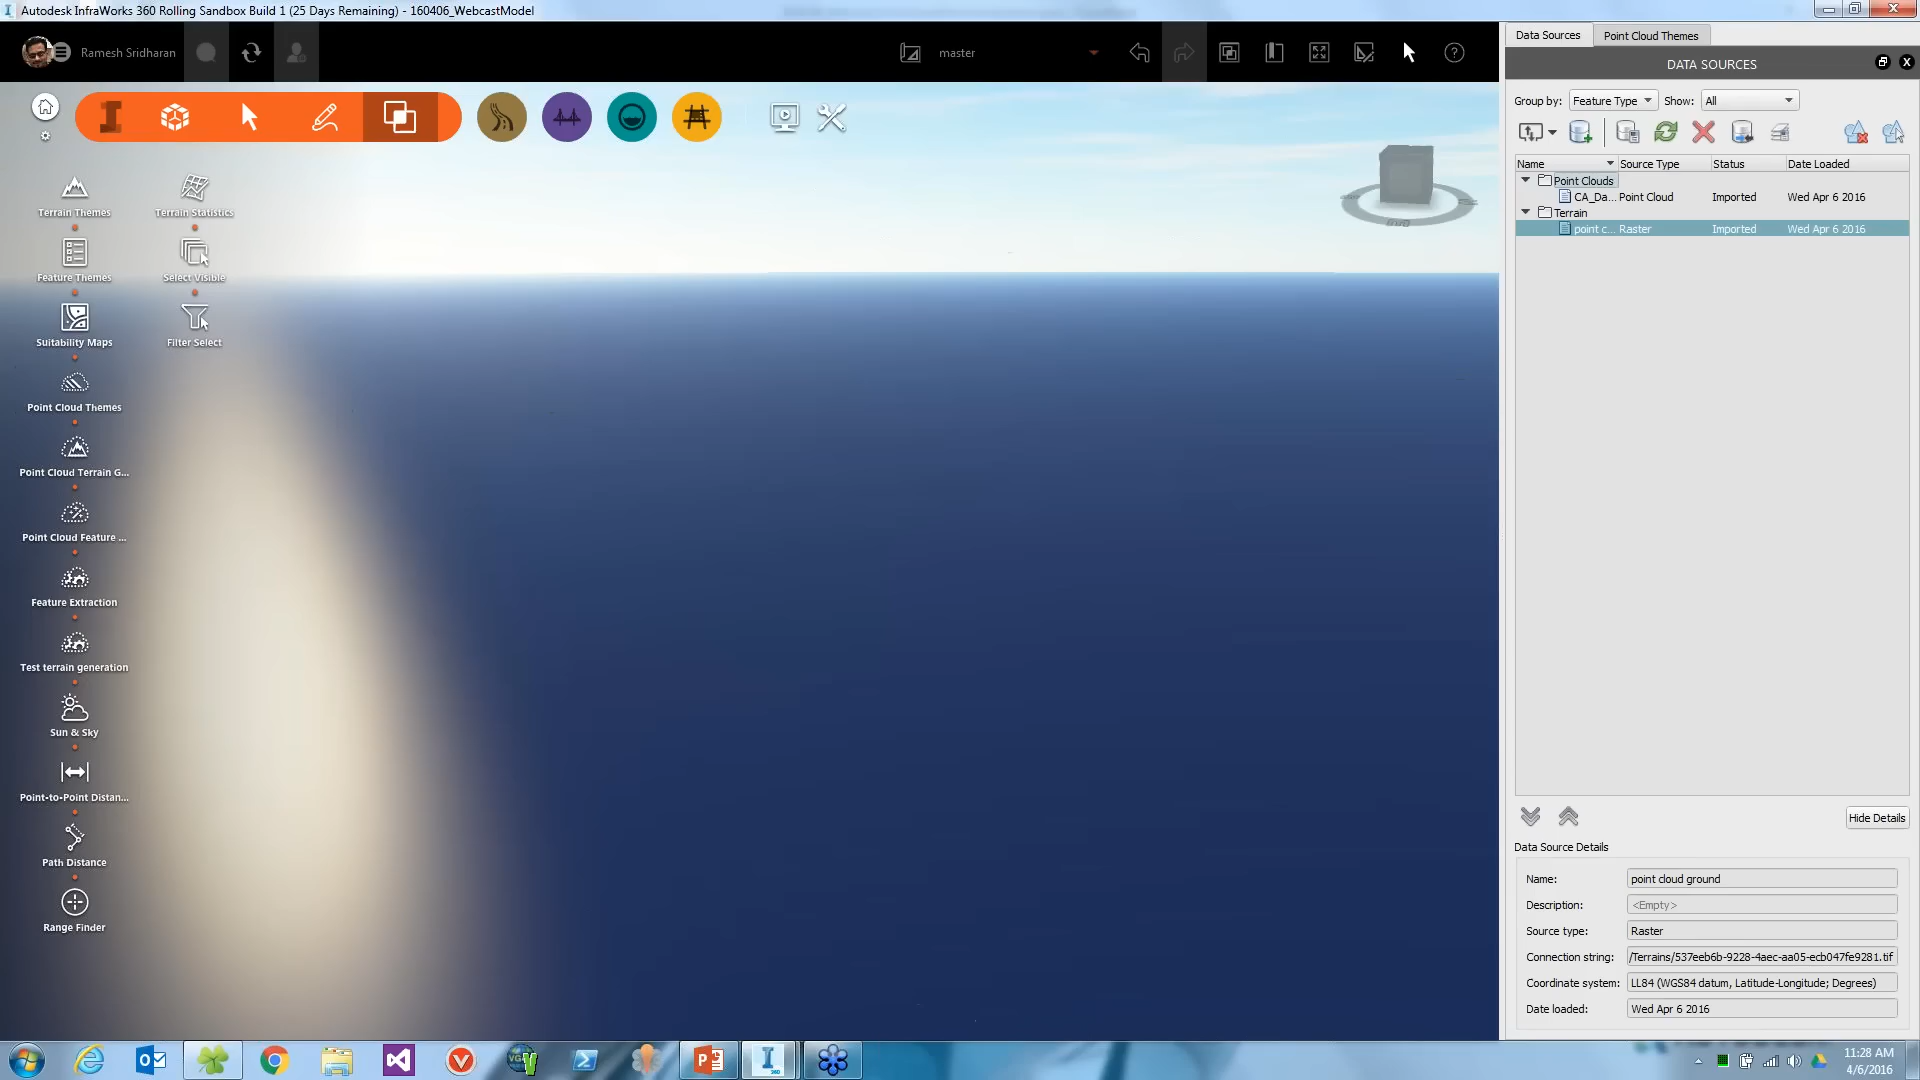 Autodesk InfraWorks 360 Rolling Sandbox Build 1 (25 Days Remaining) - 160406_WebcastModel
Ramesh Sridharan
master
Terrain Themes
Terrain Statistics
Feature Themes
Select Visible
Suitability Maps
Filter Select
Point Cloud Themes
Point Cloud Terrain G...
Point Cloud Feature ...
Feature Extraction
Test terrain generation
Sun & Sky
Point-to-Point Distan...
Path Distance
Range Finder
Data Sources
Point Cloud Themes
DATA SOURCES
Group by: Feature Type Show: All
Name Source Type Status Date Loaded
Point Clouds
CA_Da... Point Cloud Imported Wed Apr 6 2016
Terrain
point c... Raster Imported Wed Apr 6 2016
Hide Details
Data Source Details
Name: point cloud ground
Description: <Empty>
Source type: Raster
Connection string: /Terrains/537eeb6b-9228-4aec-aa05-ecb047fe9281.tif
Coordinate system: LL84 (WGS84 datum, Latitude-Longitude; Degrees)
Date loaded: Wed Apr 6 2016
11:28 AM
4/6/2016